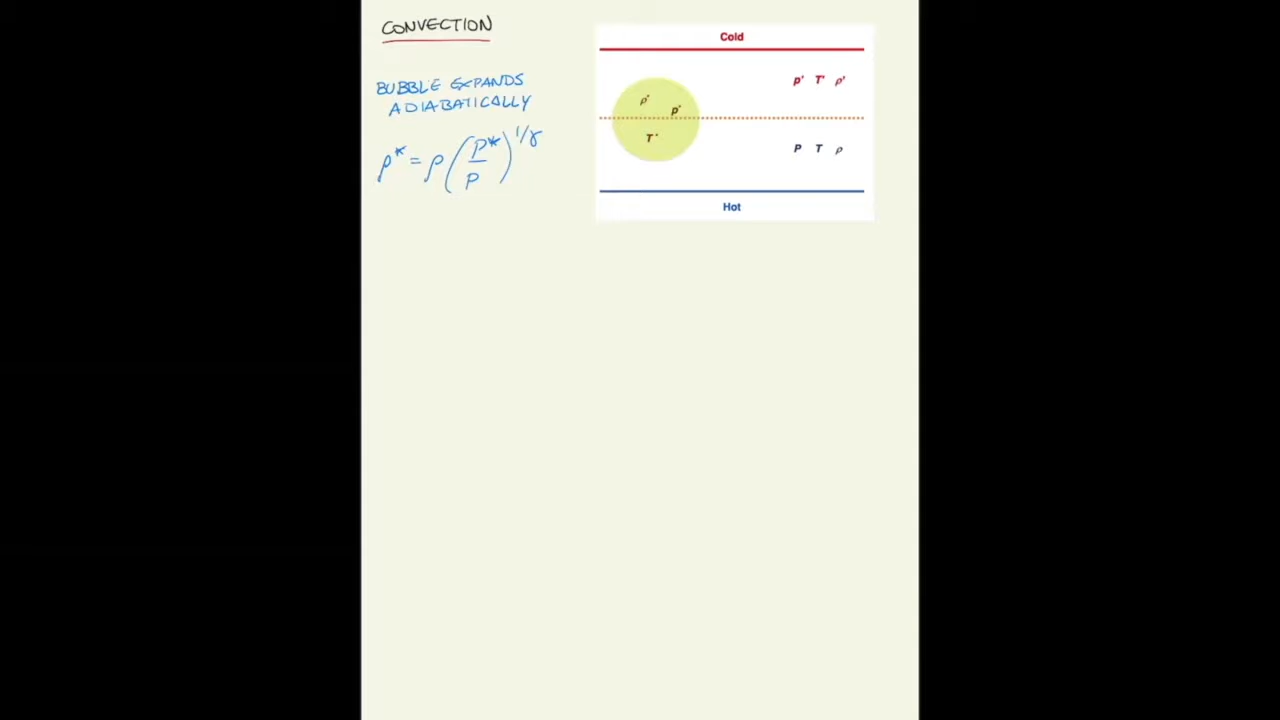 CONVECTION
BUBBLE EXPANDS
ADIABATICALLY
ρ* = ρ (P*/P)^1/γ
Cold
p' T' ρ'
ρ* p*
T*
P T ρ
Hot